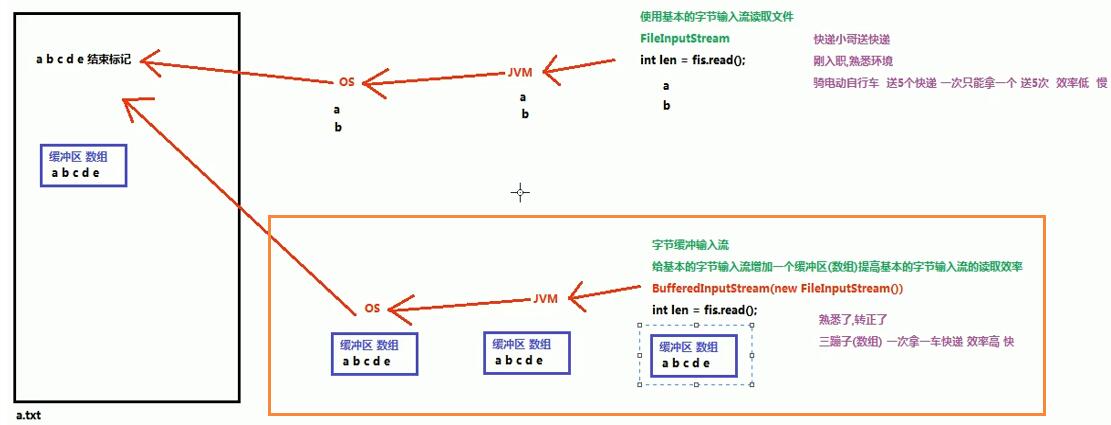 使用基本的字节输入流读取文件
FileInputStream
int len = fis.read();
a
b
快递小哥送快递
刚入职,熟悉环境
骑电动自行车 送5个快递 一次只能拿一个 送5次 效率低 慢
JVM
a
b
OS
a
b
a b c d e 结束标记
缓冲区 数组
a b c d e
字节缓冲输入流
给基本的字节输入流增加一个缓冲区(数组)提高基本的字节输入流的读取效率
BufferedInputStream(new FileInputStream())
int len = fis.read();
缓冲区 数组
a b c d e
熟悉了,转正了
三蹦子(数组) 一次拿一车快递 效率高 快
JVM
缓冲区 数组
a b c d e
OS
缓冲区 数组
a b c d e
a.txt